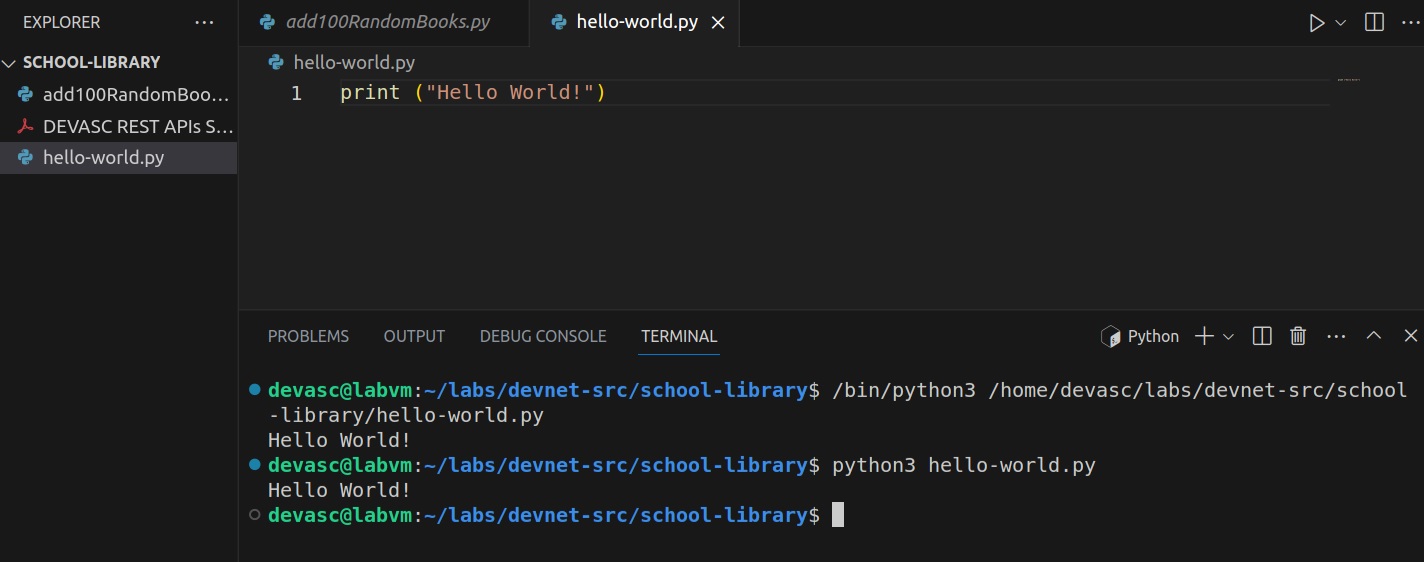 EXPLORER
SCHOOL-LIBRARY
add100RandomBoo...
DEVASC REST APIs S...
hello-world.py
add100RandomBooks.py
hello-world.py
hello-world.py
1 print ("Hello World!")
PROBLEMS OUTPUT DEBUG CONSOLE TERMINAL
Python
devasc@labvm:~/labs/devnet-src/school-library$ /bin/python3 /home/devasc/labs/devnet-src/school
-library/hello-world.py
Hello World!
devasc@labvm:~/labs/devnet-src/school-library$ python3 hello-world.py
Hello World!
devasc@labvm:~/labs/devnet-src/school-library$